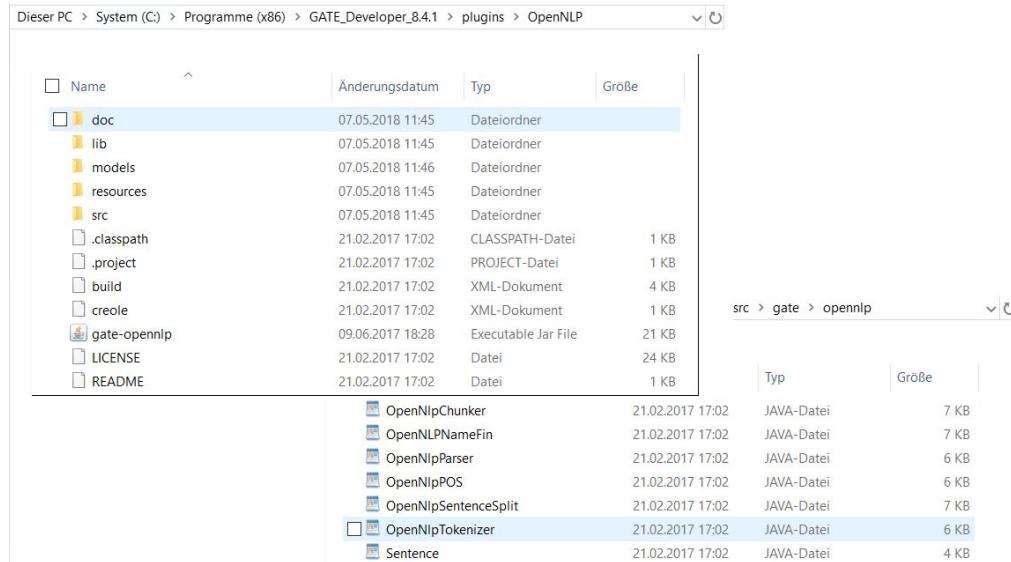 Dieser PC > System (C:) > Programme (x86) > GATE_Developer_8.4.1 > plugins > OpenNLP
Name Änderungsdatum Typ Größe
doc 07.05.2018 11:45 Dateiordner
lib 07.05.2018 11:45 Dateiordner
models 07.05.2018 11:46 Dateiordner
resources 07.05.2018 11:45 Dateiordner
src 07.05.2018 11:45 Dateiordner
.classpath 21.02.2017 17:02 CLASSPATH-Datei 1 KB
.project 21.02.2017 17:02 PROJECT-Datei 1 KB
build 21.02.2017 17:02 XML-Dokument 4 KB
creole 21.02.2017 17:02 XML-Dokument 1 KB
gate-opennlp 09.06.2017 18:28 Executable Jar File 21 KB
LICENSE 21.02.2017 17:02 Datei 24 KB
README 21.02.2017 17:02 Datei 1 KB
src > gate > opennlp
Typ Größe
OpenNlpChunker 21.02.2017 17:02 JAVA-Datei 7 KB
OpenNLPNameFin 21.02.2017 17:02 JAVA-Datei 7 KB
OpenNlpParser 21.02.2017 17:02 JAVA-Datei 6 KB
OpenNlpPOS 21.02.2017 17:02 JAVA-Datei 6 KB
OpenNlpSentenceSplit 21.02.2017 17:02 JAVA-Datei 7 KB
OpenNlpTokenizer 21.02.2017 17:02 JAVA-Datei 6 KB
Sentence 21.02.2017 17:02 JAVA-Datei 4 KB